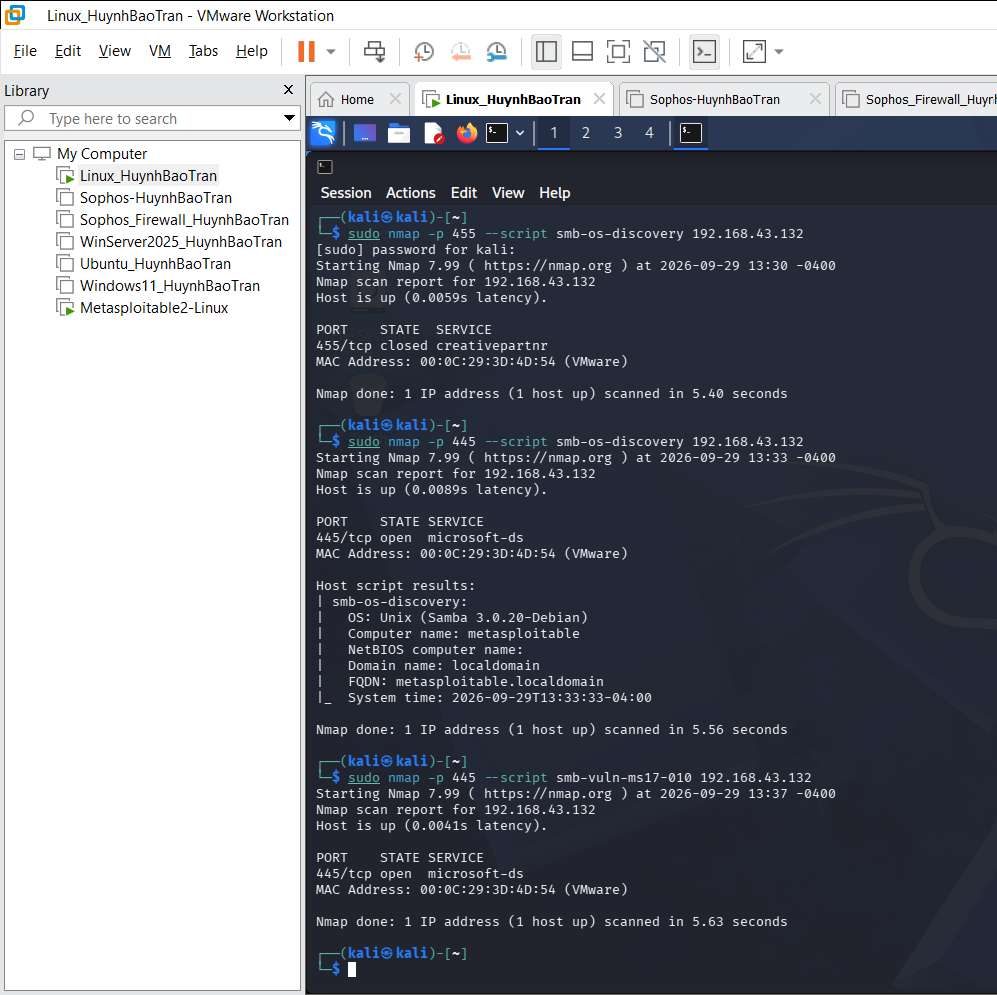 Linux_HuynhBaoTran - VMware Workstation
File Edit View VM Tabs Help
Library
Type here to search
My Computer
Linux_HuynhBaoTran
Sophos-HuynhBaoTran
Sophos_Firewall_HuynhBaoTran
WinServer2025_HuynhBaoTran
Ubuntu_HuynhBaoTran
Windows11_HuynhBaoTran
Metasploitable2-Linux
Home Linux_HuynhBaoTran Sophos-HuynhBaoTran Sophos_Firewall_Huynh
1 2 3 4
Session Actions Edit View Help
┌──(kali㉿kali)-[~]
└─$ sudo nmap -p 455 --script smb-os-discovery 192.168.43.132
[sudo] password for kali:
Starting Nmap 7.99 ( https://nmap.org ) at 2026-09-29 13:30 -0400
Nmap scan report for 192.168.43.132
Host is up (0.0059s latency).
PORT    STATE  SERVICE
455/tcp closed creativepartnr
MAC Address: 00:0C:29:3D:4D:54 (VMware)
Nmap done: 1 IP address (1 host up) scanned in 5.40 seconds
┌──(kali㉿kali)-[~]
└─$ sudo nmap -p 445 --script smb-os-discovery 192.168.43.132
Starting Nmap 7.99 ( https://nmap.org ) at 2026-09-29 13:33 -0400
Nmap scan report for 192.168.43.132
Host is up (0.0089s latency).
PORT    STATE SERVICE
445/tcp open  microsoft-ds
MAC Address: 00:0C:29:3D:4D:54 (VMware)
Host script results:
| smb-os-discovery:
|   OS: Unix (Samba 3.0.20-Debian)
|   Computer name: metasploitable
|   NetBIOS computer name:
|   Domain name: localdomain
|   FQDN: metasploitable.localdomain
|_  System time: 2026-09-29T13:33:33-04:00
Nmap done: 1 IP address (1 host up) scanned in 5.56 seconds
┌──(kali㉿kali)-[~]
└─$ sudo nmap -p 445 --script smb-vuln-ms17-010 192.168.43.132
Starting Nmap 7.99 ( https://nmap.org ) at 2026-09-29 13:37 -0400
Nmap scan report for 192.168.43.132
Host is up (0.0041s latency).
PORT    STATE SERVICE
445/tcp open  microsoft-ds
MAC Address: 00:0C:29:3D:4D:54 (VMware)
Nmap done: 1 IP address (1 host up) scanned in 5.63 seconds
┌──(kali㉿kali)-[~]
└─$